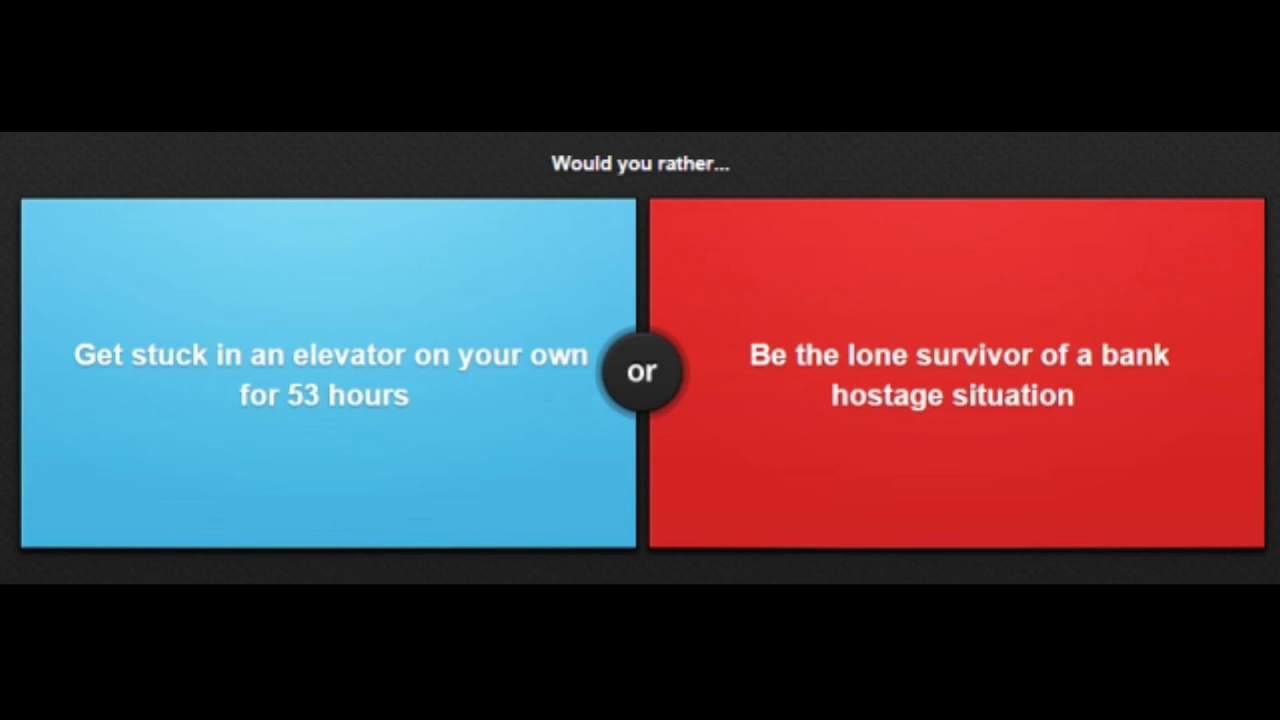 Would you rather...
Get stuck in an elevator on your own
for 53 hours
or
Be the lone survivor of a bank
hostage situation